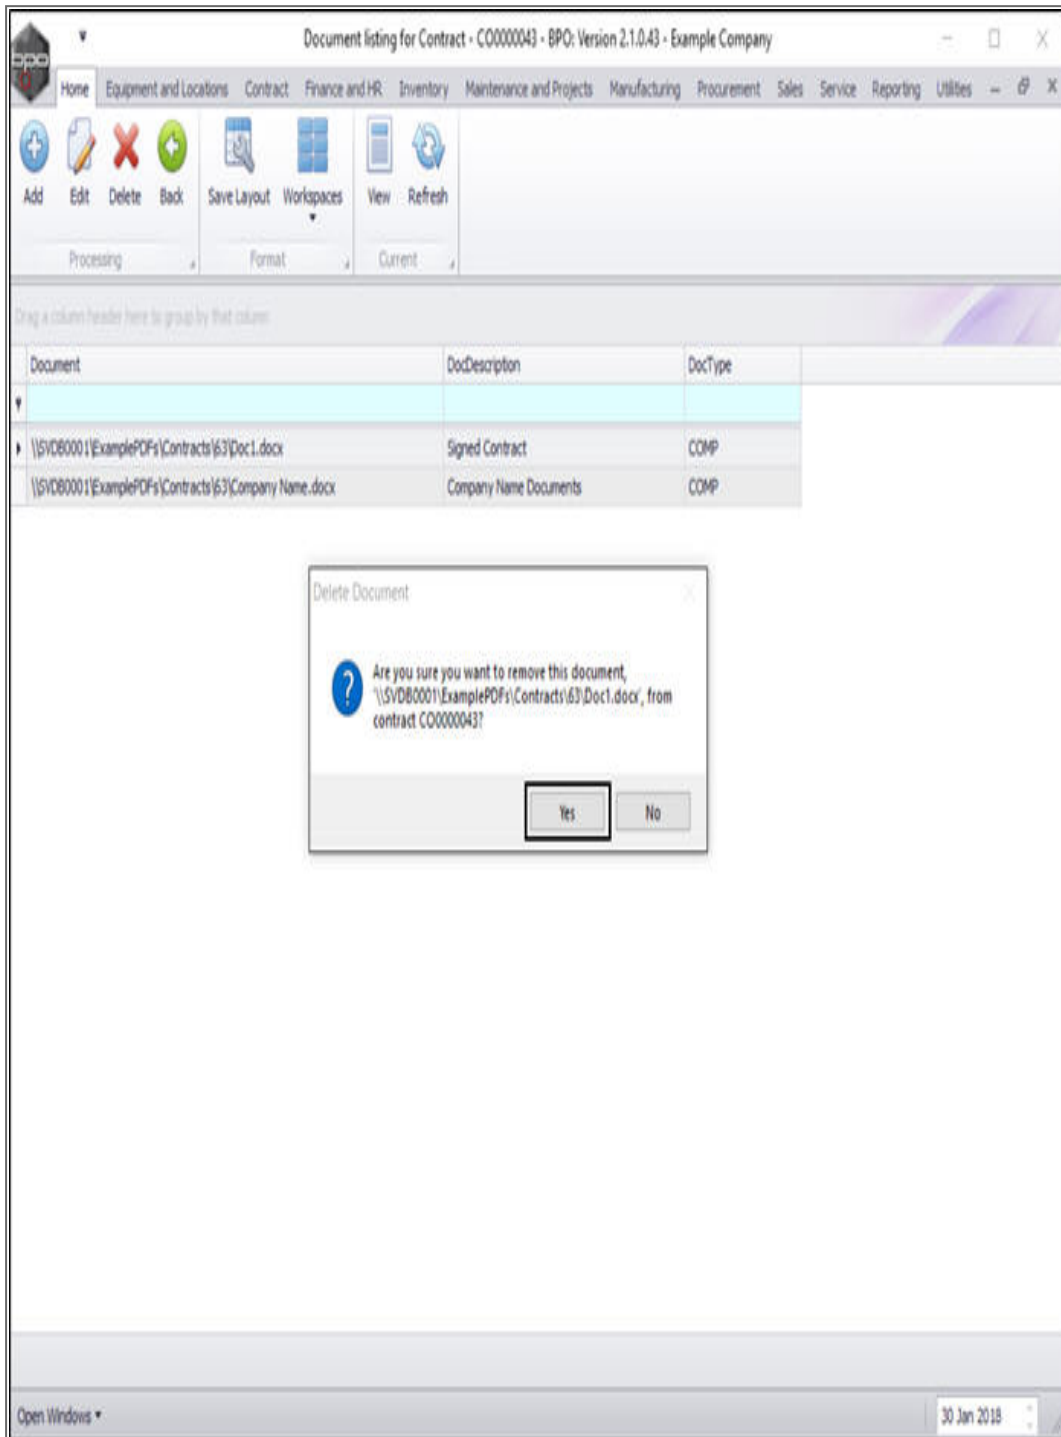 Document listing for Contract - CO0000043 - BPO: Version 2.1.0.43 - Example Company
bpo
Home Equipment and Locations Contract Finance and HR Inventory Maintenance and Projects Manufacturing Procurement Sales Service Reporting Utilities
Add Edit Delete Back Save Layout Workspaces View Refresh
Processing Format Current
Drag a column header here to group by that column
Document DocDescription DocType
\\SVDB0001\ExamplePDFs\Contracts\63\Doc1.docx Signed Contract COMP
\\SVDB0001\ExamplePDFs\Contracts\63\Company Name.docx Company Name Documents COMP
Delete Document
Are you sure you want to remove this document,
'\\SVDB0001\ExamplePDFs\Contracts\63\Doc1.docx', from
contract CO0000043?
Yes No
Open Windows 30 Jan 2018